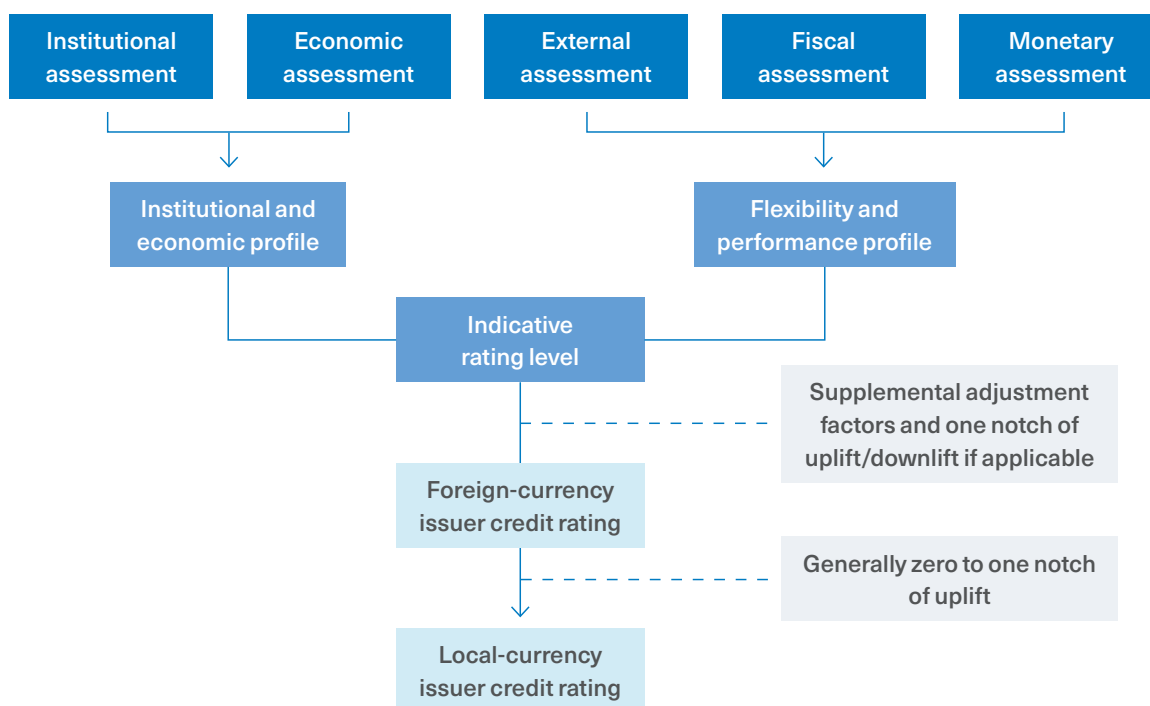 Institutional
assessment
Economic
assessment
External
assessment
Fiscal
assessment
Monetary
assessment
Institutional and
economic profile
Flexibility and
performance profile
Indicative
rating level
Supplemental adjustment
factors and one notch of
uplift/downlift if applicable
Foreign-currency
issuer credit rating
Generally zero to one notch
of uplift
Local-currency
issuer credit rating